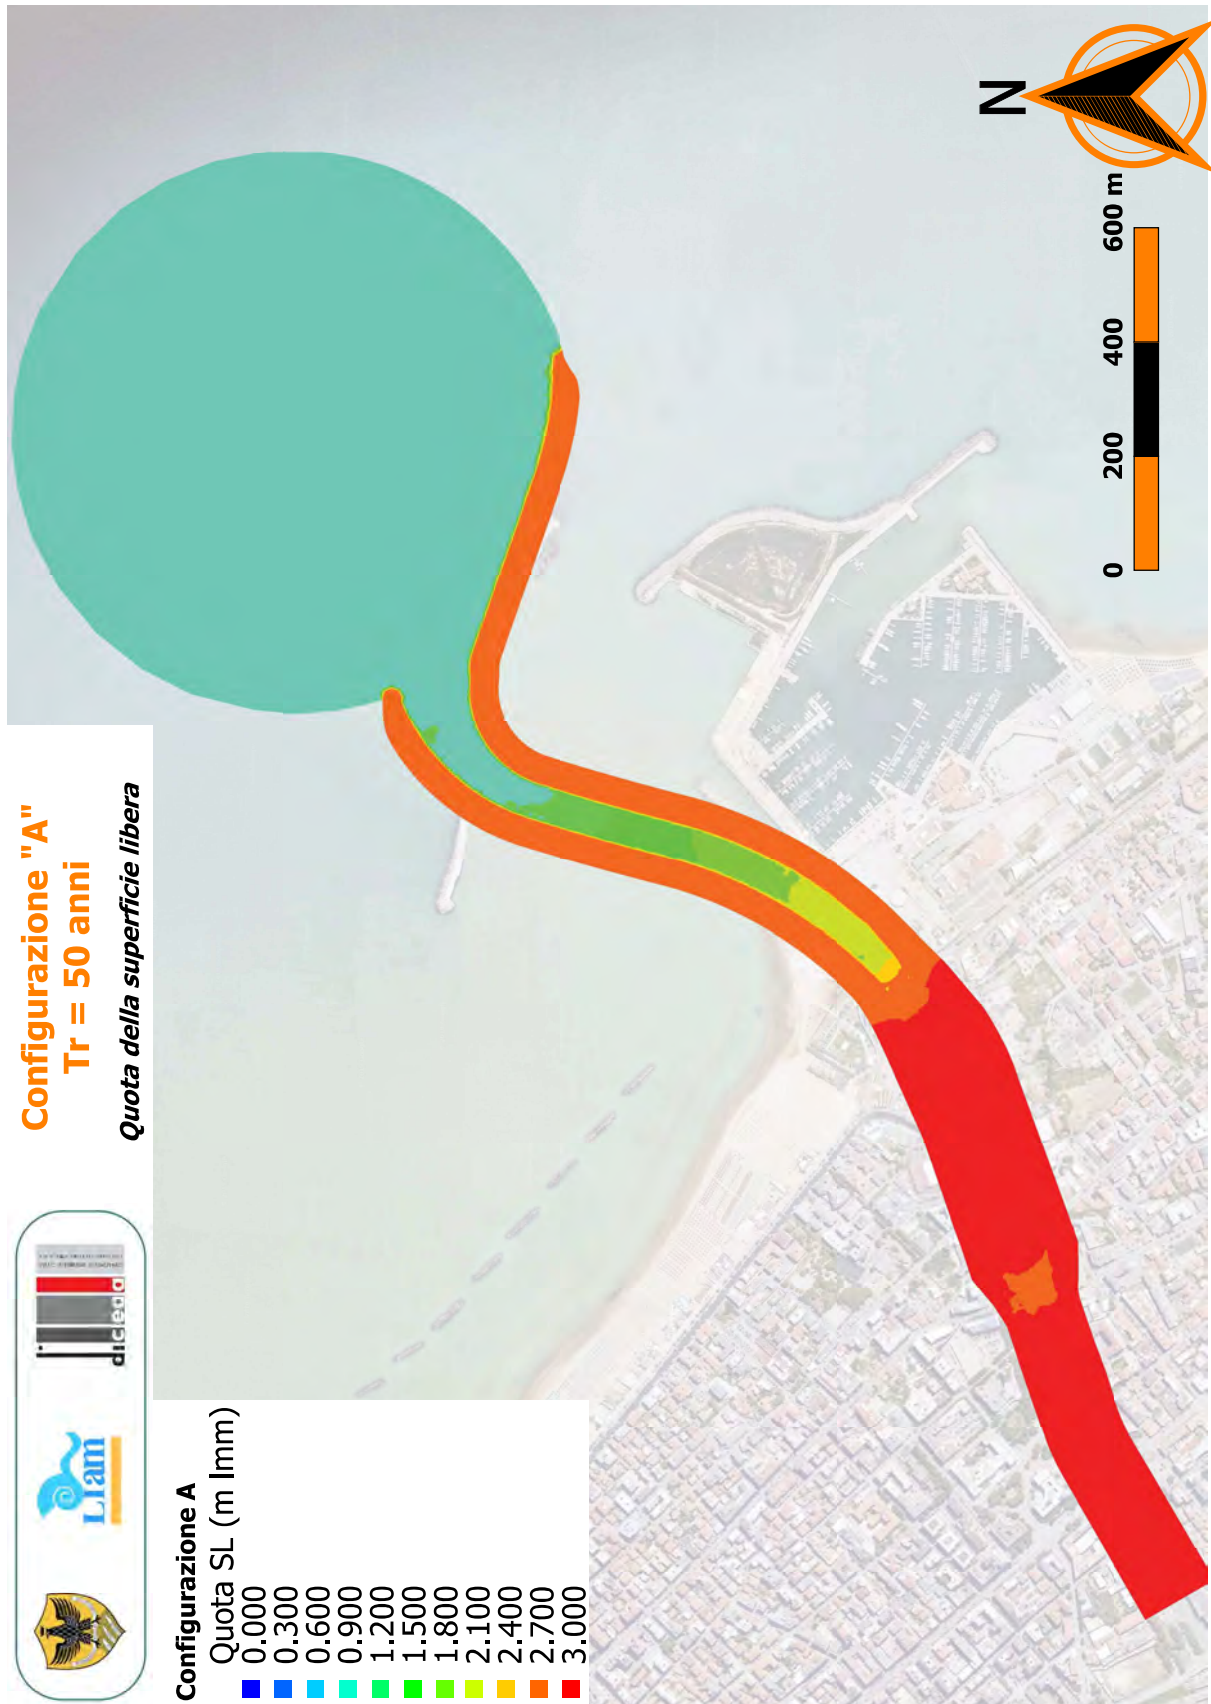 Configurazione "A"
Tr = 50 anni
Quota della superficie libera
N
0 200 400 600 m
dicea
LIam
Configurazione A
Quota SL (m lmm)
0.000
0.300
0.600
0.900
1.200
1.500
1.800
2.100
2.400
2.700
3.000